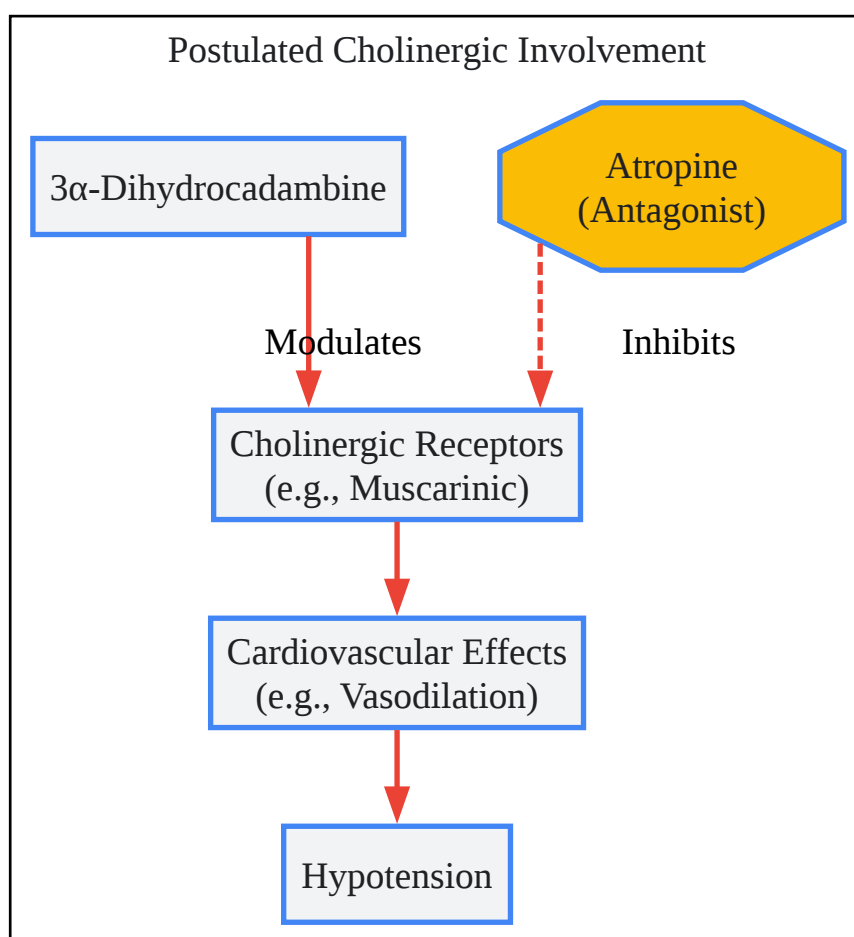 Postulated Cholinergic Involvement
3α-Dihydrocadambine
Atropine
(Antagonist)
Modulates
Inhibits
Cholinergic Receptors
(e.g., Muscarinic)
Cardiovascular Effects
(e.g., Vasodilation)
Hypotension